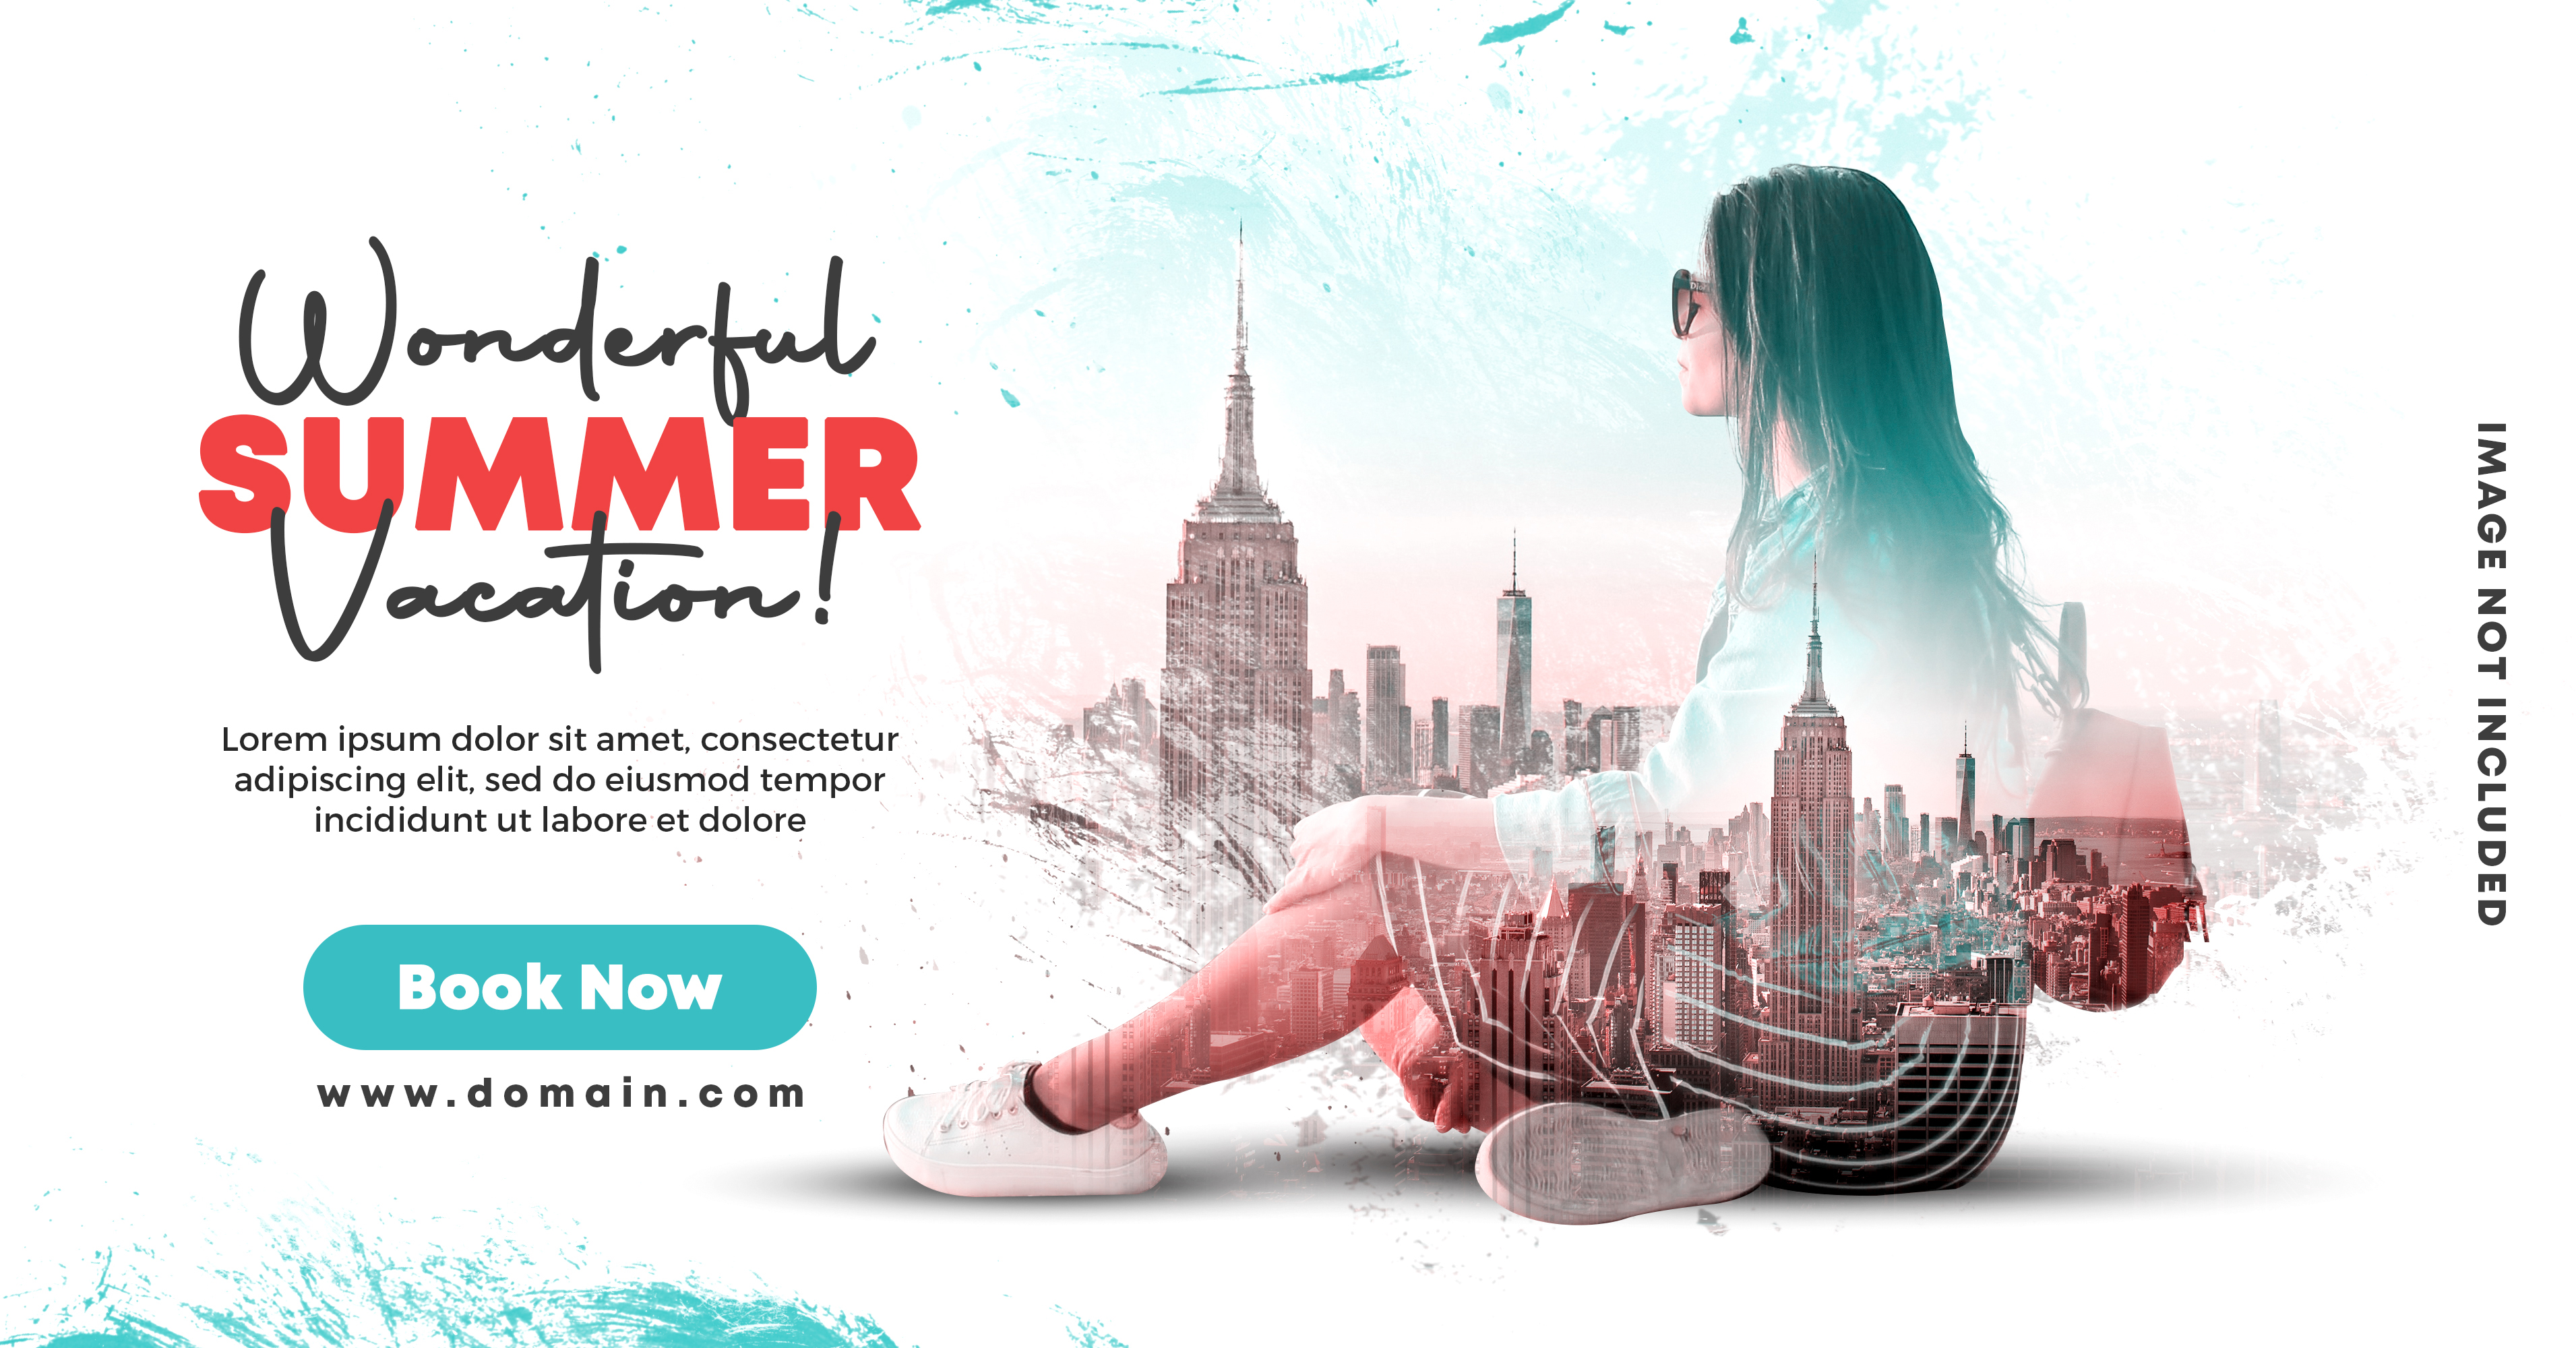 Wonderful
SUMMER
Vacation!
Lorem ipsum dolor sit amet, consectetur
adipiscing elit, sed do eiusmod tempor
incididunt ut labore et dolore
Book Now
www.domain.com
IMAGE NOT INCLUDED